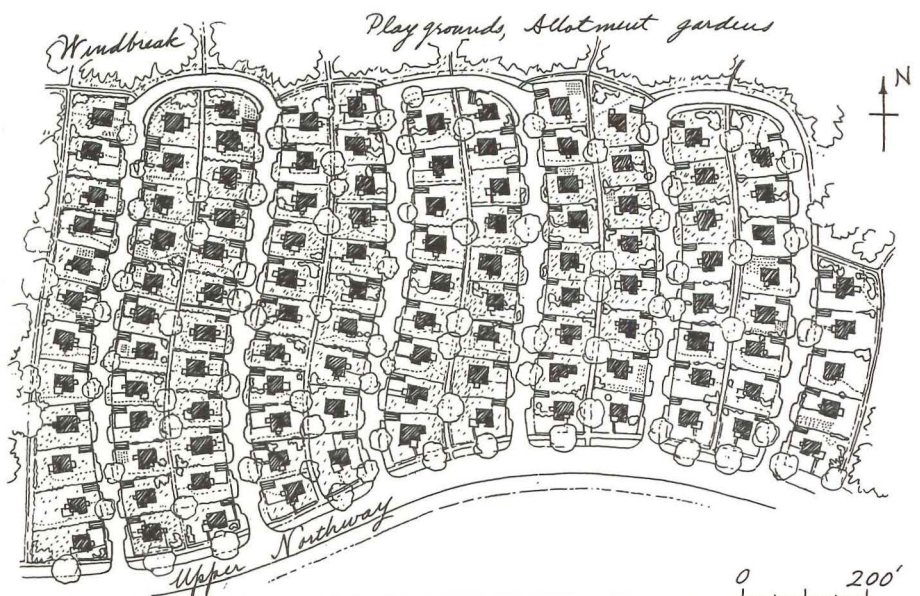 Windbreak
Playgrounds, Allotment gardens
N
Upper Northway
0 200'